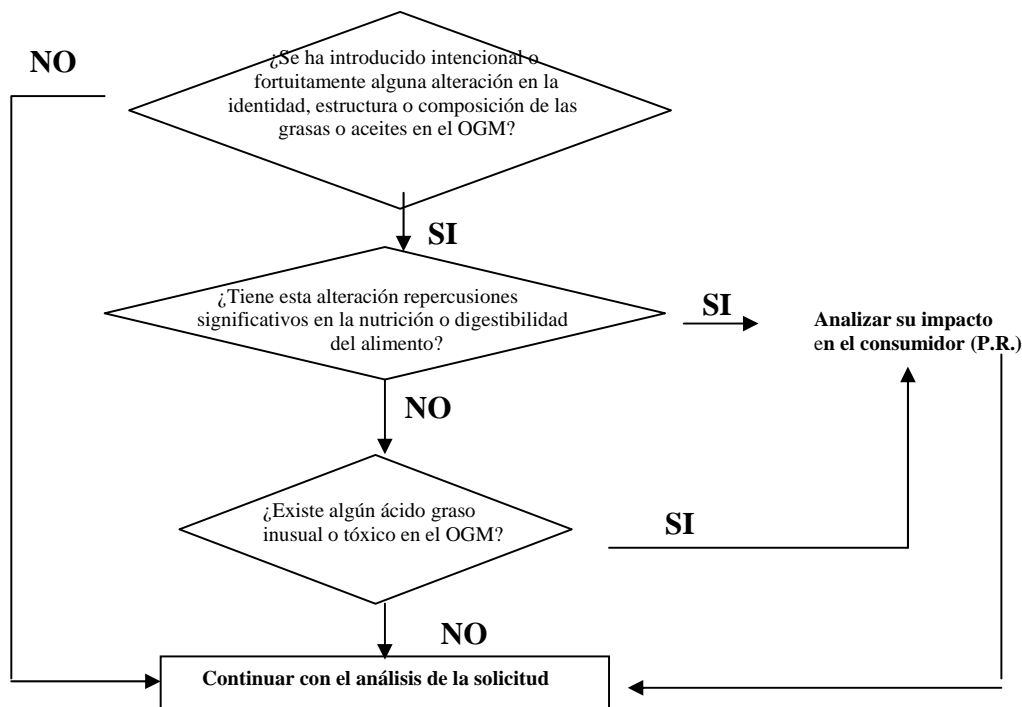 NO
¿Se ha introducido intencional o
fortuitamente alguna alteración en la
identidad, estructura o composición de las
grasas o aceites en el OGM?
SI
¿Tiene esta alteración repercusiones
significativos en la nutrición o digestibilidad
del alimento?
SI
Analizar su impacto
en el consumidor (P.R.)
NO
¿Existe algún ácido graso
inusual o tóxico en el OGM?
SI
NO
Continuar con el análisis de la solicitud